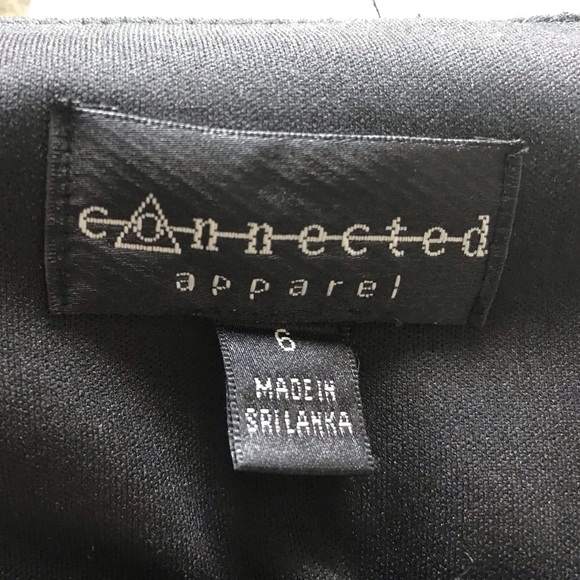 connected
apparel
6
MADE IN
SRI LANKA